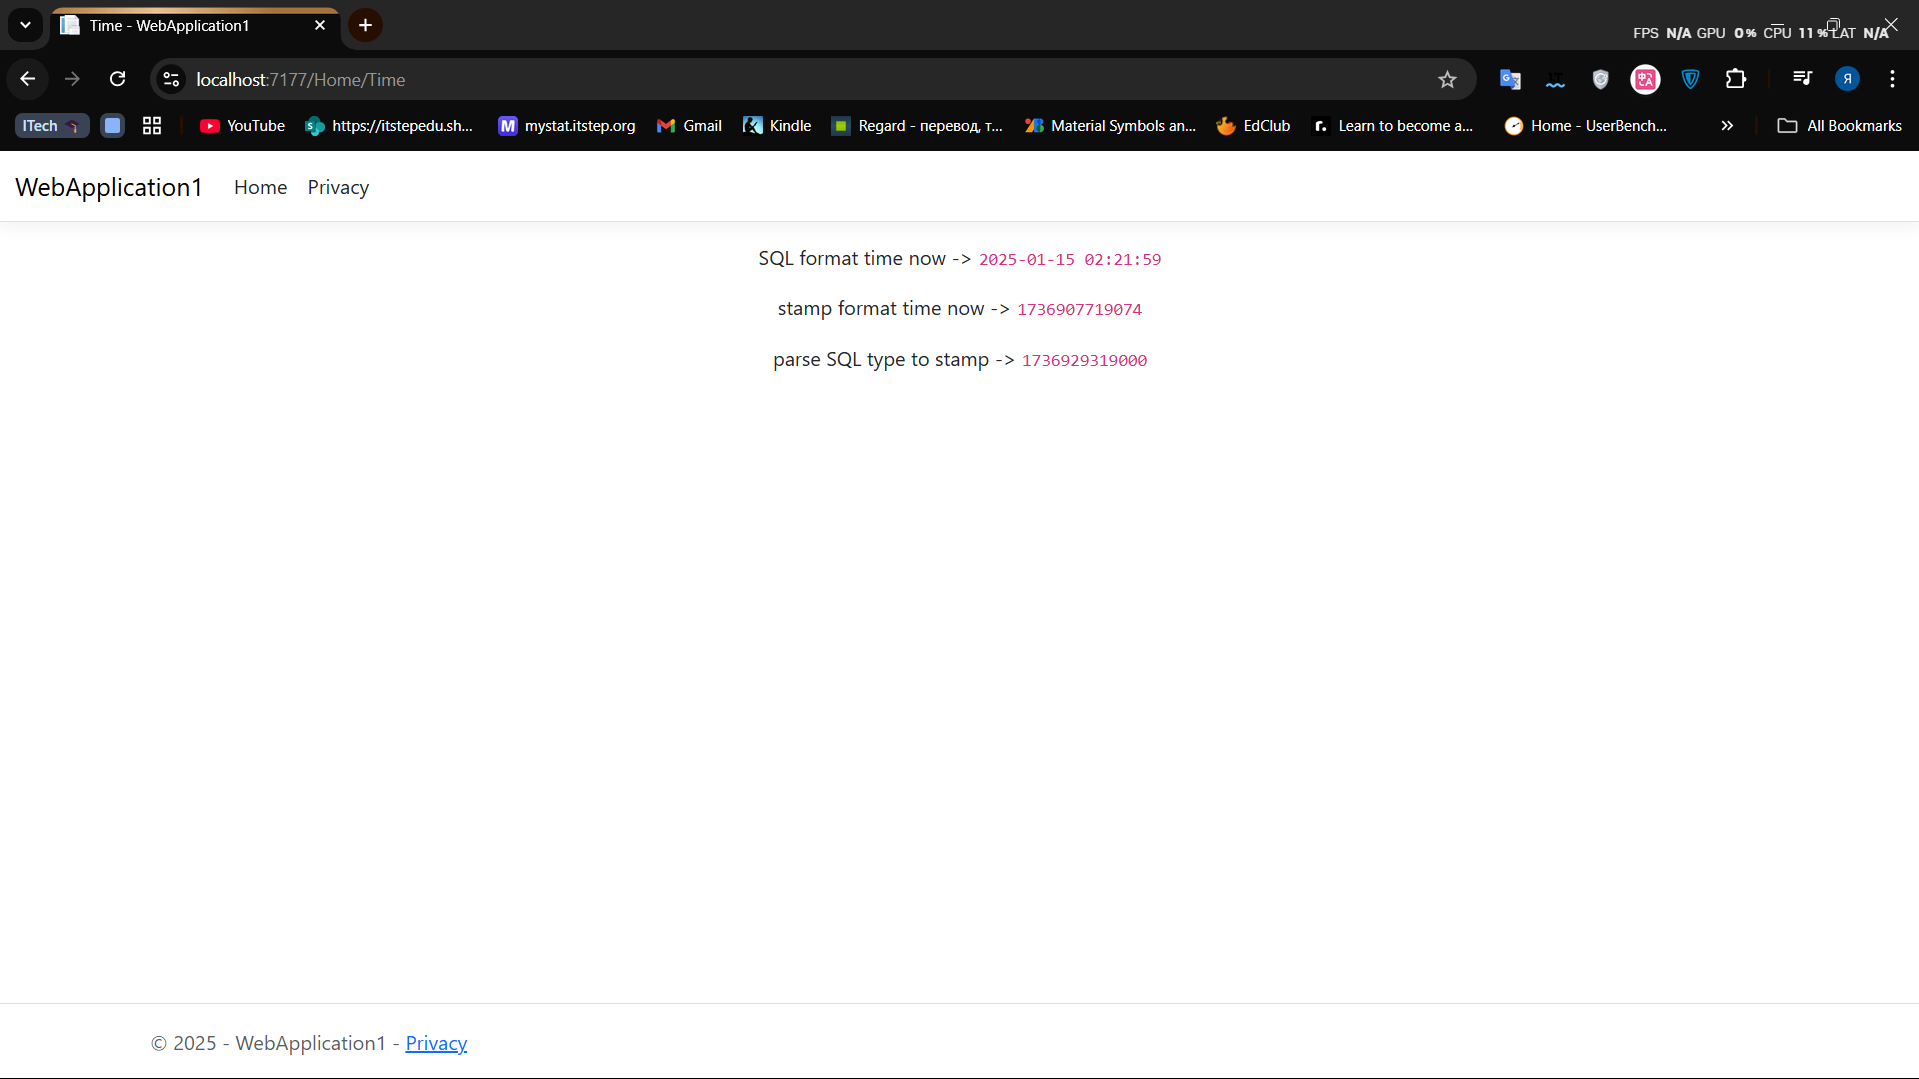 Time - WebApplication1
FPS N/A GPU 0% CPU 11% LAT N/A
localhost:7177/Home/Time
Я
ITech
YouTube
https://itstepedu.sh...
mystat.itstep.org
Gmail
Kindle
Regard - перевод, т...
Material Symbols an...
EdClub
Learn to become a...
Home - UserBench...
All Bookmarks
WebApplication1 Home Privacy
SQL format time now -> 2025-01-15 02:21:59
stamp format time now -> 1736907719074
parse SQL type to stamp -> 1736929319000
© 2025 - WebApplication1 - Privacy